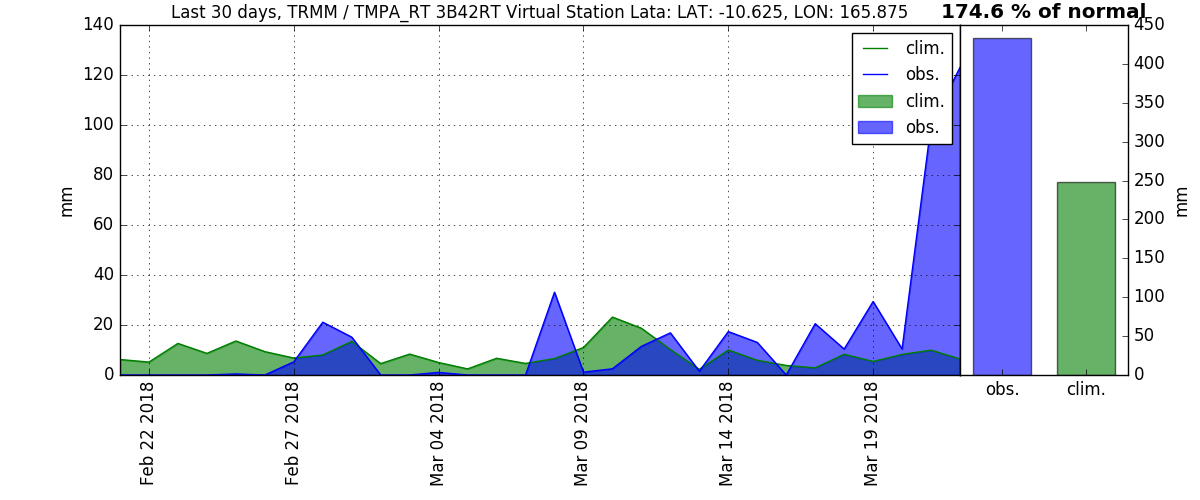 Last 30 days, TRMM / TMPA_RT 3B42RT Virtual Station Lata: LAT: -10.625, LON: 165.875
174.6 % of normal
140
120
100
80
60
40
20
0
mm
clim.
obs.
clim.
obs.
450
400
350
300
250
200
150
100
50
0
mm
obs.
clim.
Feb 22 2018
Feb 27 2018
Mar 04 2018
Mar 09 2018
Mar 14 2018
Mar 19 2018